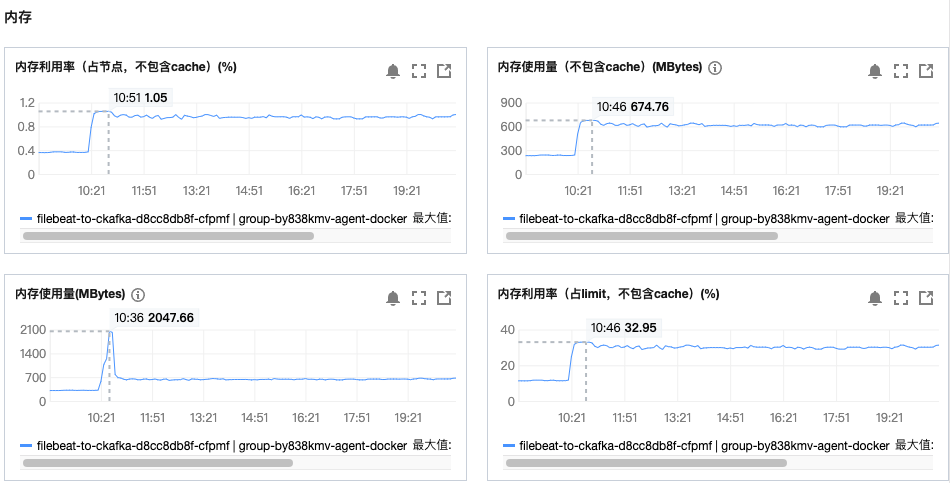 内存
内存利用率（占节点，不包含cache）(%)
10:51 1.05
1.2
0.8
0.4
0
10:21 11:51 13:21 14:51 16:21 17:51 19:21
filebeat-to-ckafka-d8cc8db8f-cfpmf | group-by838kmv-agent-docker 最大值:
内存使用量（不包含cache）(MBytes)
10:46 674.76
900
600
300
0
10:21 11:51 13:21 14:51 16:21 17:51 19:21
filebeat-to-ckafka-d8cc8db8f-cfpmf | group-by838kmv-agent-docker 最大值:
内存使用量(MBytes)
10:36 2047.66
2100
1400
700
0
10:21 11:51 13:21 14:51 16:21 17:51 19:21
filebeat-to-ckafka-d8cc8db8f-cfpmf | group-by838kmv-agent-docker 最大值:
内存利用率（占limit，不包含cache）(%)
10:46 32.95
40
20
0
10:21 11:51 13:21 14:51 16:21 17:51 19:21
filebeat-to-ckafka-d8cc8db8f-cfpmf | group-by838kmv-agent-docker 最大值: